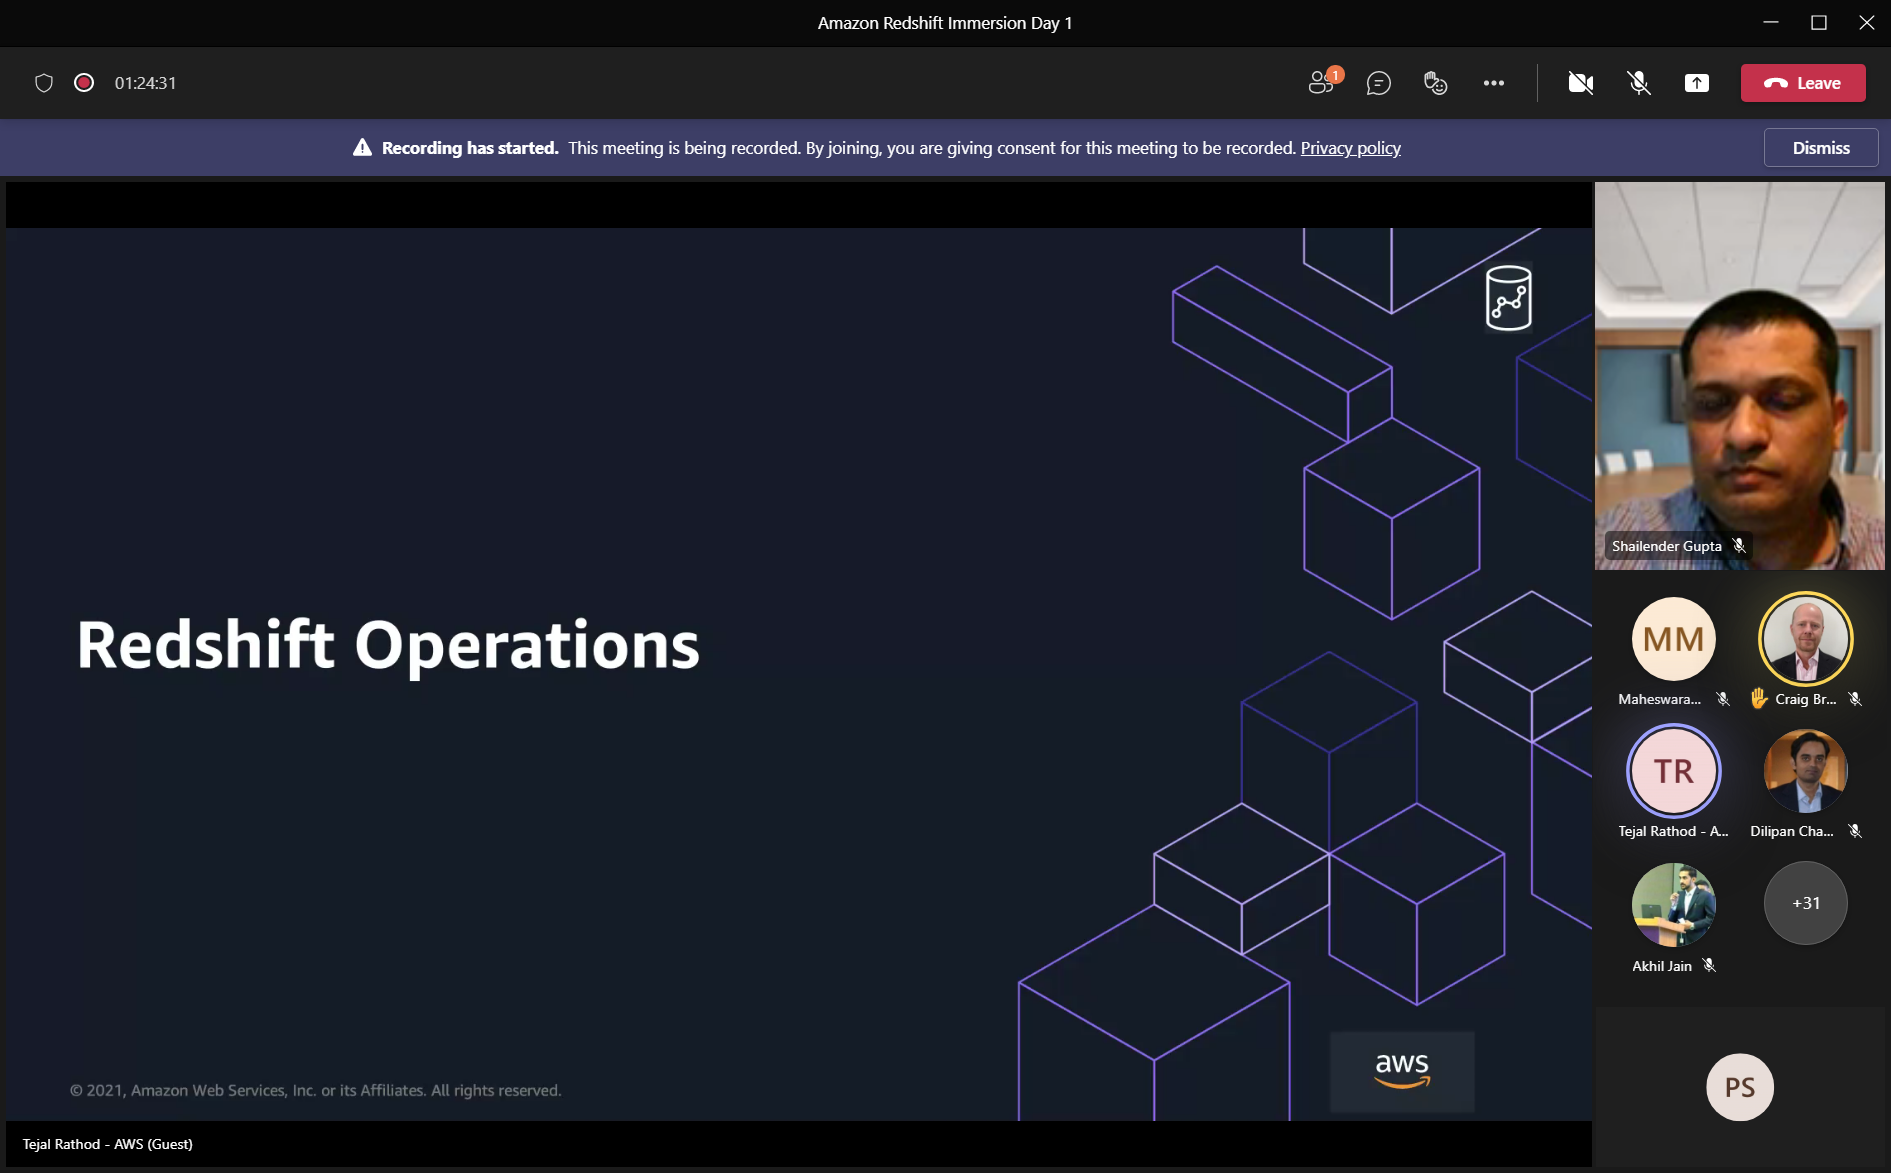 Amazon Redshift Immersion Day 1
01:24:31
1
Leave
Recording has started. This meeting is being recorded. By joining, you are giving consent for this meeting to be recorded. Privacy policy
Dismiss
Redshift Operations
© 2021, Amazon Web Services, Inc. or its Affiliates. All rights reserved.
aws
Tejal Rathod - AWS (Guest)
Shailender Gupta
MM
Maheswara...
Craig Br...
TR
Tejal Rathod - A...
Dilipan Cha...
Akhil Jain
+31
PS